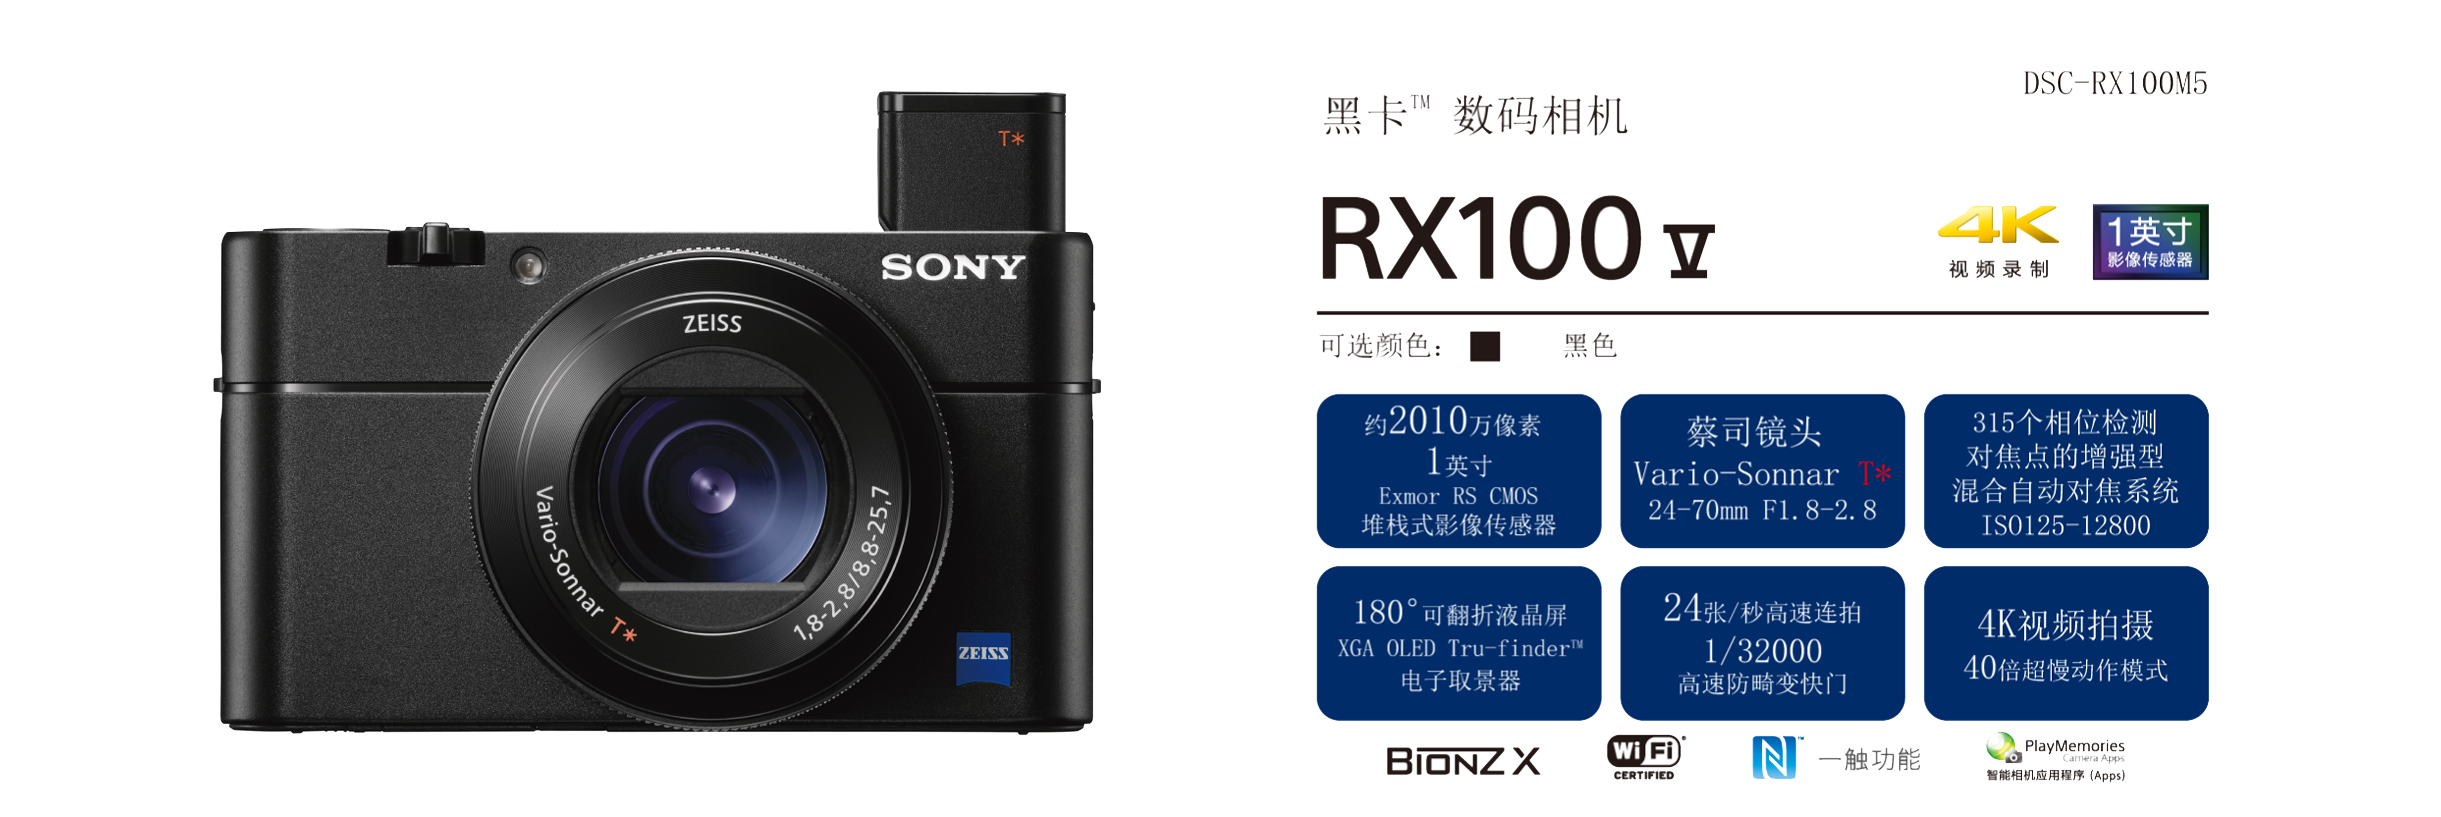 T*
SONY
ZEISS
Vario-Sonnar T*
1,8-2,8/8,8-25,7
ZEISS
DSC-RX100M5
黑卡™ 数码相机
RX100 V
4K
视频录制
1英寸
影像传感器
可选颜色： 黑色
约2010万像素
1英寸
Exmor RS CMOS
堆栈式影像传感器
蔡司镜头
Vario-Sonnar T*
24-70mm F1.8-2.8
315个相位检测
对焦点的增强型
混合自动对焦系统
ISO125-12800
180°可翻折液晶屏
XGA OLED Tru-finder™
电子取景器
24张/秒高速连拍
1/32000
高速防畸变快门
4K视频拍摄
40倍超慢动作模式
BIONZ X
Wi Fi®
CERTIFIED
N™ 一触功能
PlayMemories
Camera Apps
智能相机应用程序 (Apps)